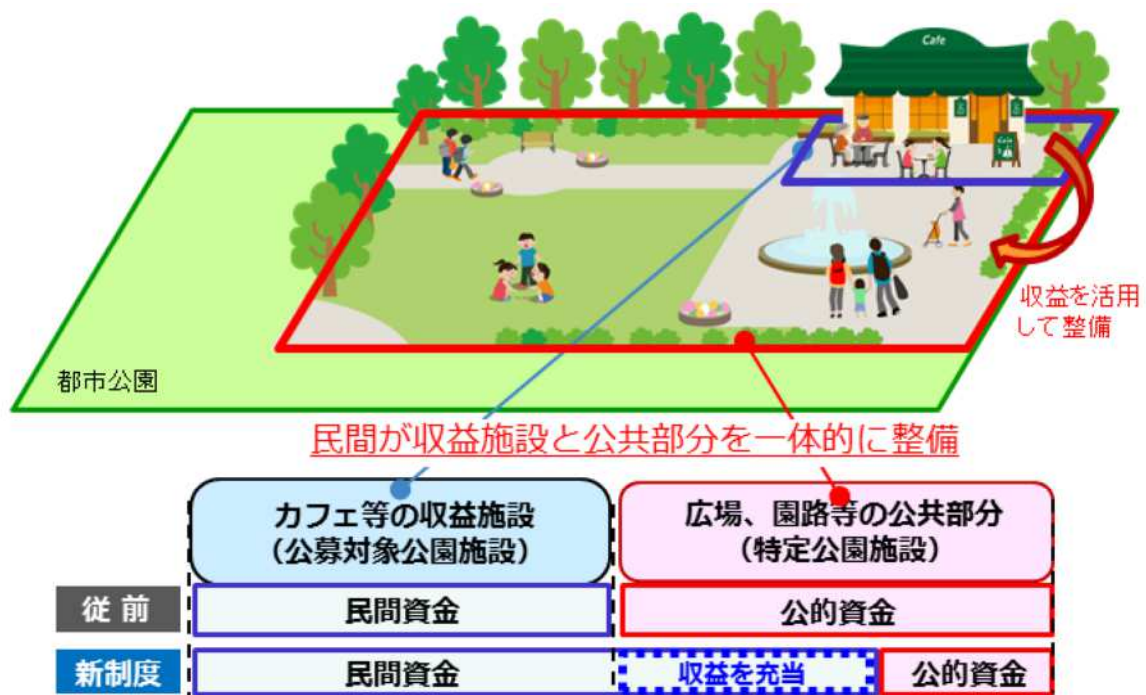 Cafe
Cafe
収益を活用
して整備
都市公園
民間が収益施設と公共部分を一体的に整備
カフェ等の収益施設
(公募対象公園施設)
広場、園路等の公共部分
(特定公園施設)
従前
民間資金
公的資金
新制度
民間資金
収益を充当
公的資金